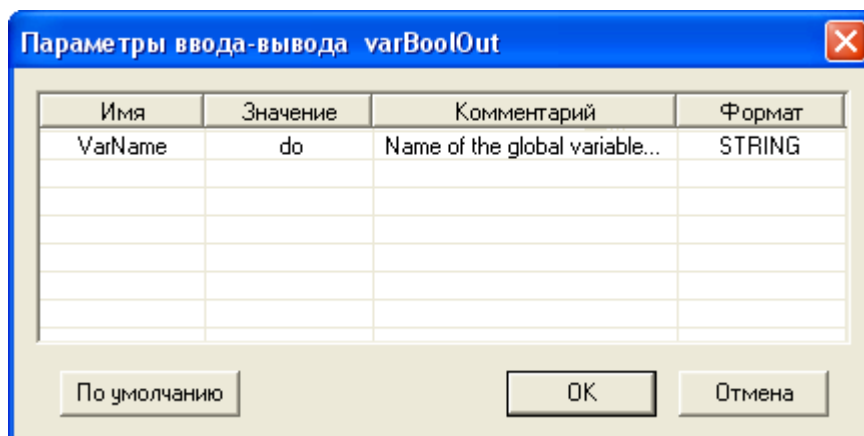 Параметры ввода-вывода varBoolOut
Имя Значение Комментарий Формат
VarName do Name of the global variable... STRING
По умолчанию OK Отмена